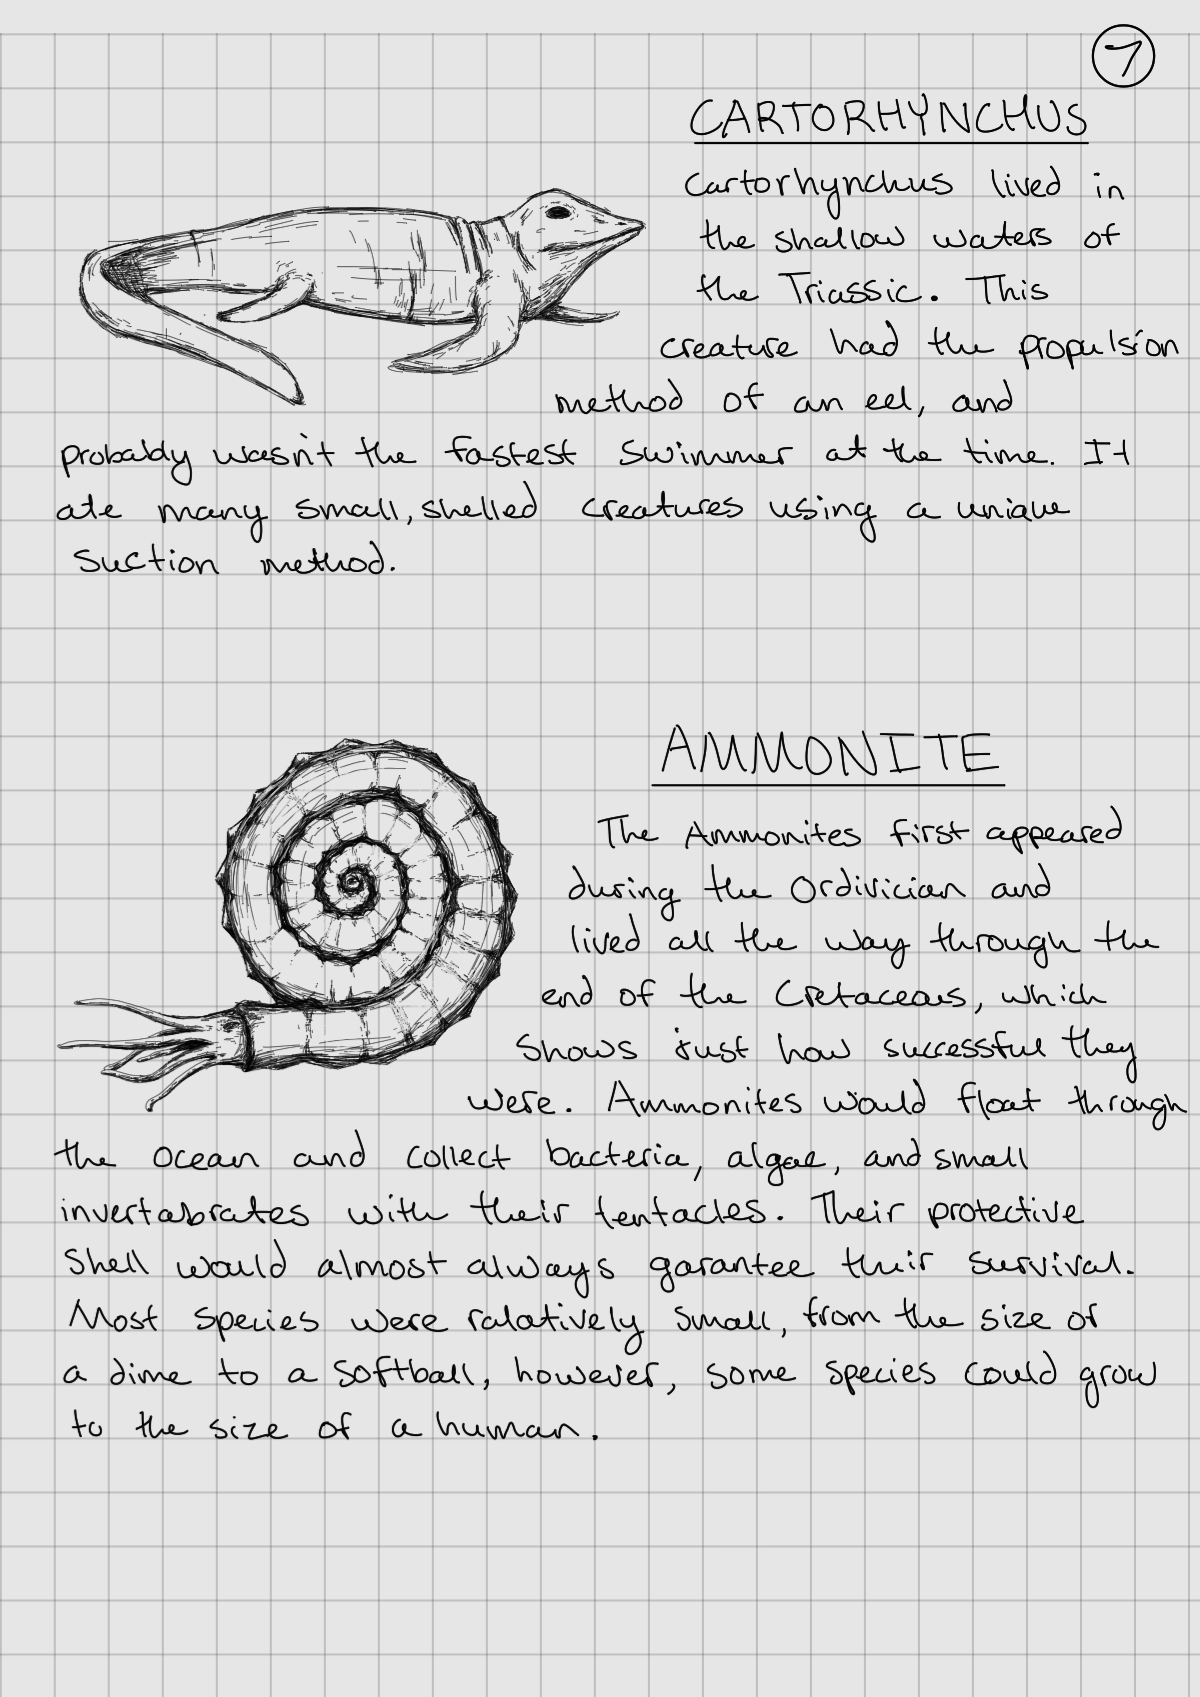 7
CARTORHYNCHUS
Cartorhynchus lived in
the shallow waters of
the Triassic. This
creature had the propulsion
method of an eel, and
probably wasn't the fastest swimmer at the time. It
ate many small, shelled creatures using a unique
suction method.
AMMONITE
The Ammonites first appeared
during the Ordivician and
lived all the way through the
end of the Cretaceous, which
shows just how successful they
were. Ammonites would float through
the ocean and collect bacteria, algae, and small
invertabrates with their tentacles. Their protective
shell would almost always garantee their survival.
Most species were ralatively small, from the size of
a dime to a softball, however, some species could grow
to the size of a human.